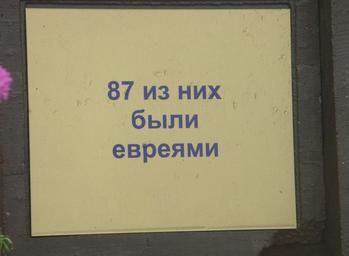 87 из них
были
евреями